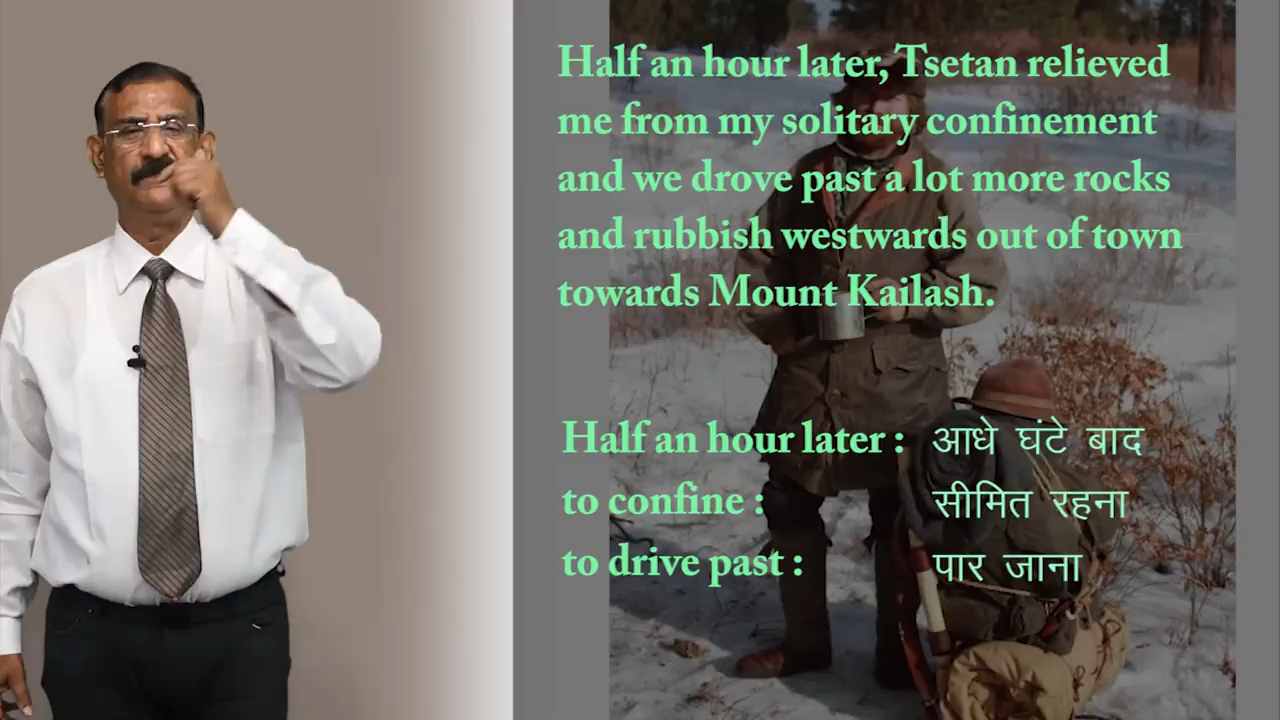 Half an hour later, Tsetan relieved
me from my solitary confinement
and we drove past a lot more rocks
and rubbish westwards out of town
towards Mount Kailash.
Half an hour later : आधे घंटे बाद
to confine : सीमित रहना
to drive past : पार जाना